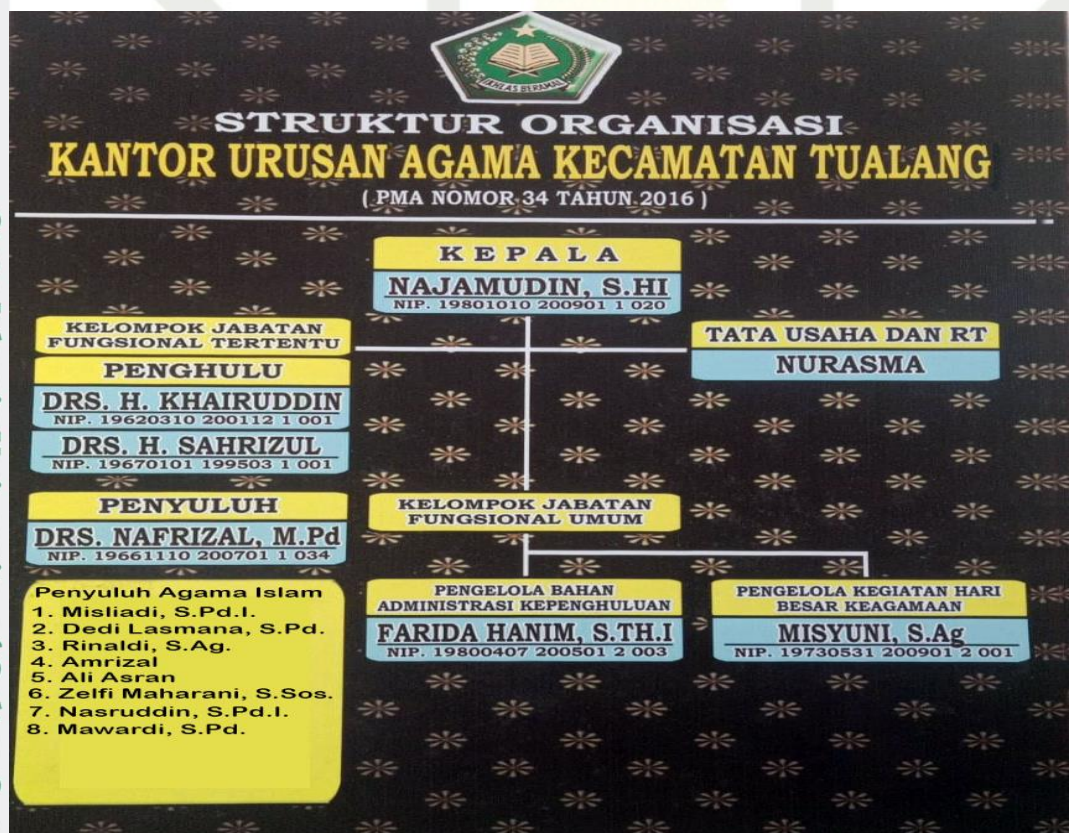 IKHLAS BERAMAL
STRUKTUR ORGANISASI
KANTOR URUSAN AGAMA KECAMATAN TUALANG
( PMA NOMOR 34 TAHUN 2016 )
KEPALA
NAJAMUDIN, S.HI
NIP. 19801010 200901 1 020
KELOMPOK JABATAN
FUNGSIONAL TERTENTU
TATA USAHA DAN RT
NURASMA
PENGHULU
DRS. H. KHAIRUDDIN
NIP. 19620310 200112 1 001
DRS. H. SAHRIZUL
NIP. 19670101 199503 1 001
PENYULUH
DRS. NAFRIZAL, M.Pd
NIP. 19661110 200701 1 034
Penyuluh Agama Islam
1. Misliadi, S.Pd.I.
2. Dedi Lasmana, S.Pd.
3. Rinaldi, S.Ag.
4. Amrizal
5. Ali Asran
6. Zelfi Maharani, S.Sos.
7. Nasruddin, S.Pd.I.
8. Mawardi, S.Pd.
KELOMPOK JABATAN
FUNGSIONAL UMUM
PENGELOLA BAHAN
ADMINISTRASI KEPENGHULUAN
FARIDA HANIM, S.TH.I
NIP. 19800407 200501 2 003
PENGELOLA KEGIATAN HARI
BESAR KEAGAMAAN
MISYUNI, S.Ag
NIP. 19730531 200901 2 001